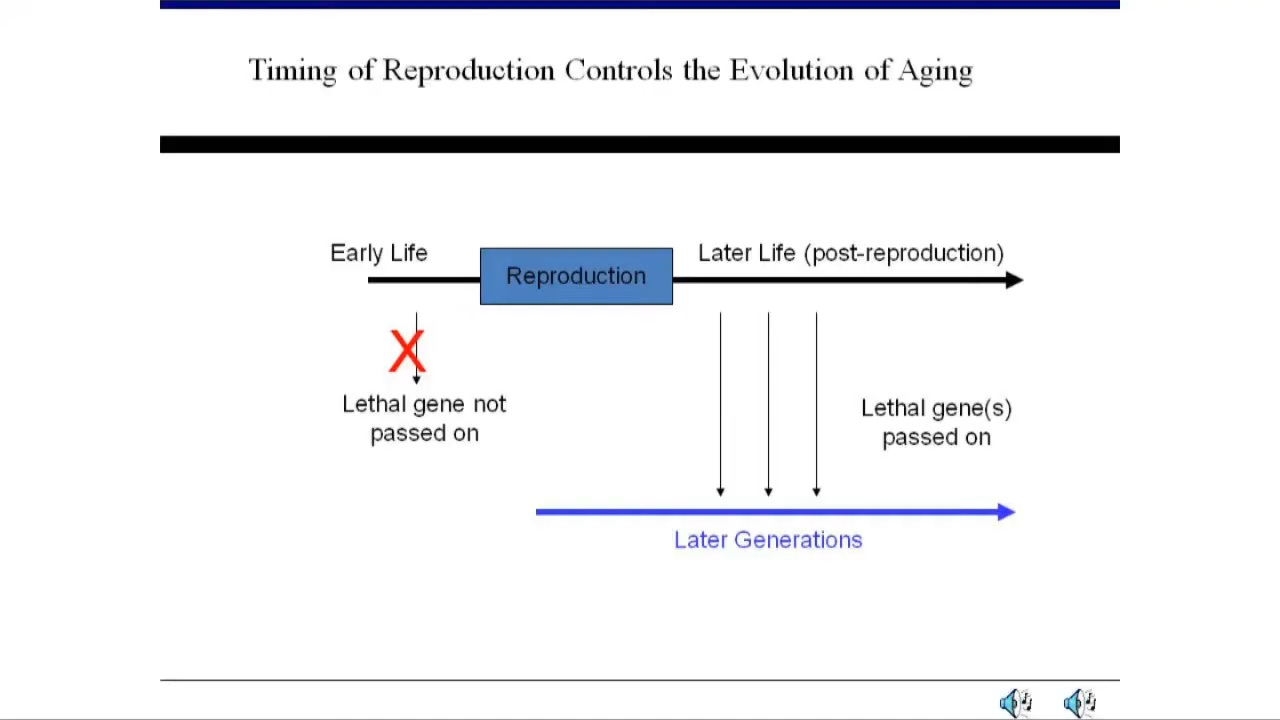 Timing of Reproduction Controls the Evolution of Aging
Early Life
Reproduction
Later Life (post-reproduction)
X
Lethal gene not
passed on
Lethal gene(s)
passed on
Later Generations